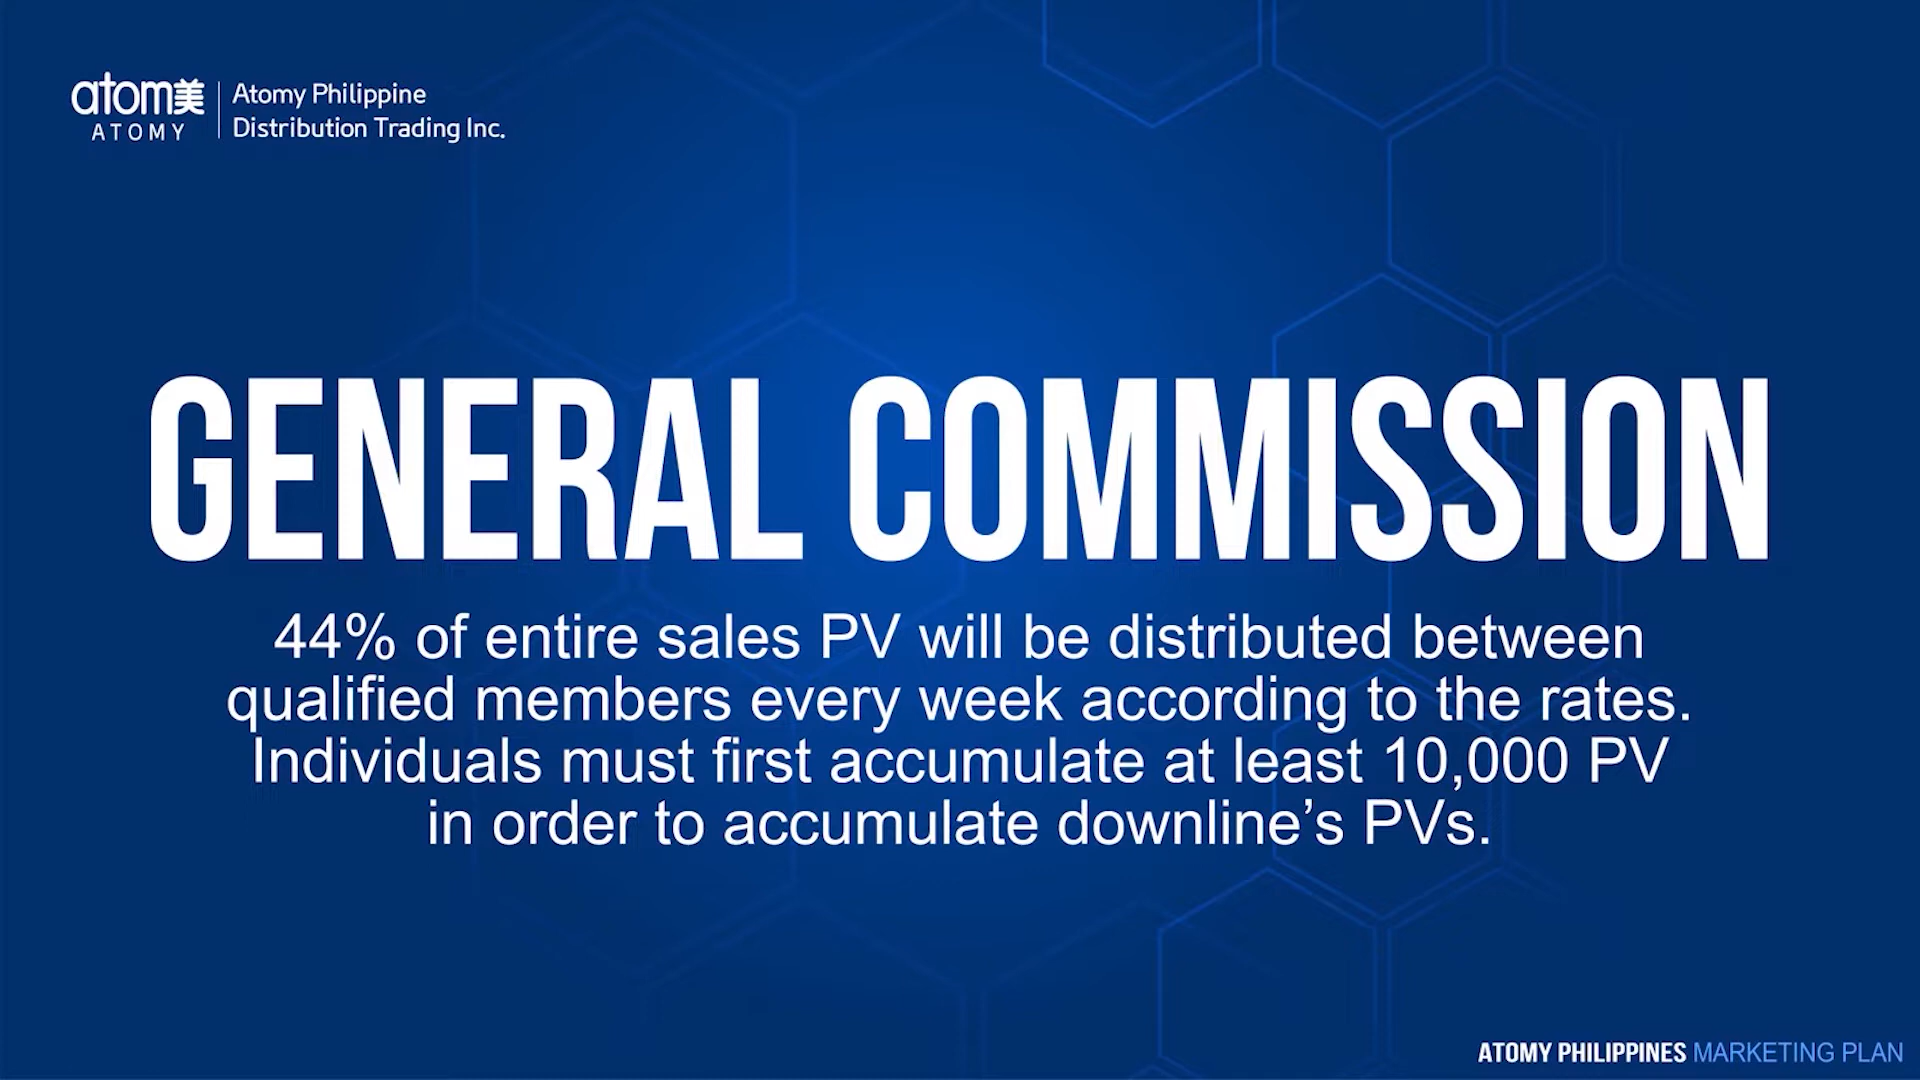 atom美
ATOMY
Atomy Philippine
Distribution Trading Inc.
GENERAL COMMISSION
44% of entire sales PV will be distributed between
qualified members every week according to the rates.
Individuals must first accumulate at least 10,000 PV
in order to accumulate downline’s PVs.
ATOMY PHILIPPINES MARKETING PLAN